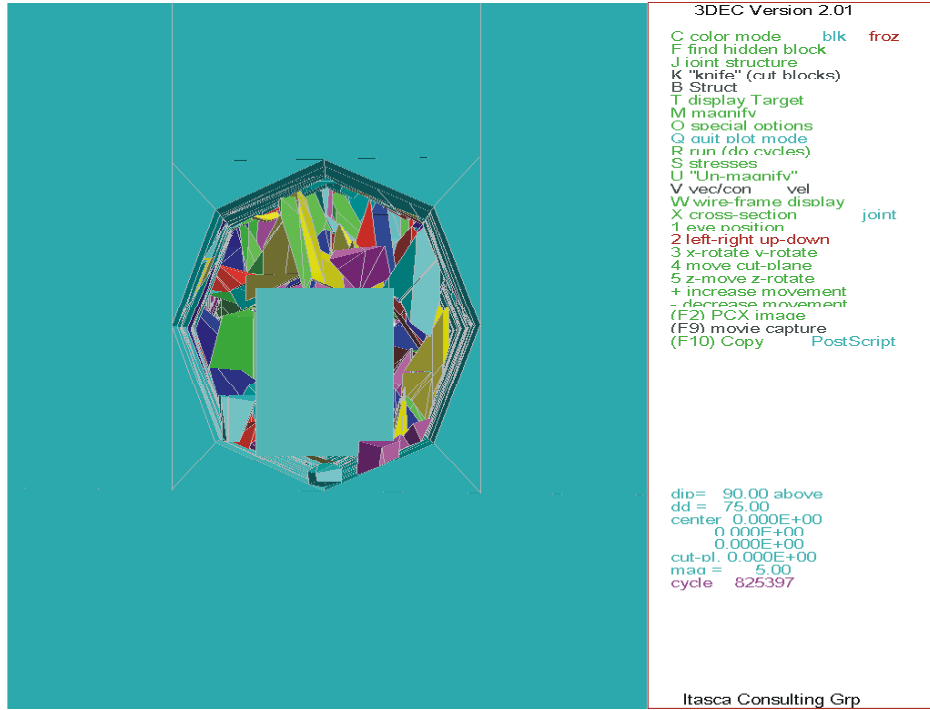 3DEC Version 2.01
C color mode blk froz
F find hidden block
J joint structure
K "knife" (cut blocks)
B Struct
T display Target
M magnify
O special options
Q quit plot mode
R run (do cycles)
S stresses
U "Un-magnify"
V vec/con vel
W wire-frame display
X cross-section joint
1 eye position
2 left-right up-down
3 x-rotate y-rotate
4 move cut-plane
5 z-move z-rotate
+ increase movement
- decrease movement
(F2) PCX image
(F9) movie capture
(F10) Copy PostScript
dip= 90.00 above
dd = 75.00
center 0.000E+00
0.000E+00
0.000E+00
cut-pl. 0.000E+00
mag = 5.00
cycle 825397
Itasca Consulting Grp